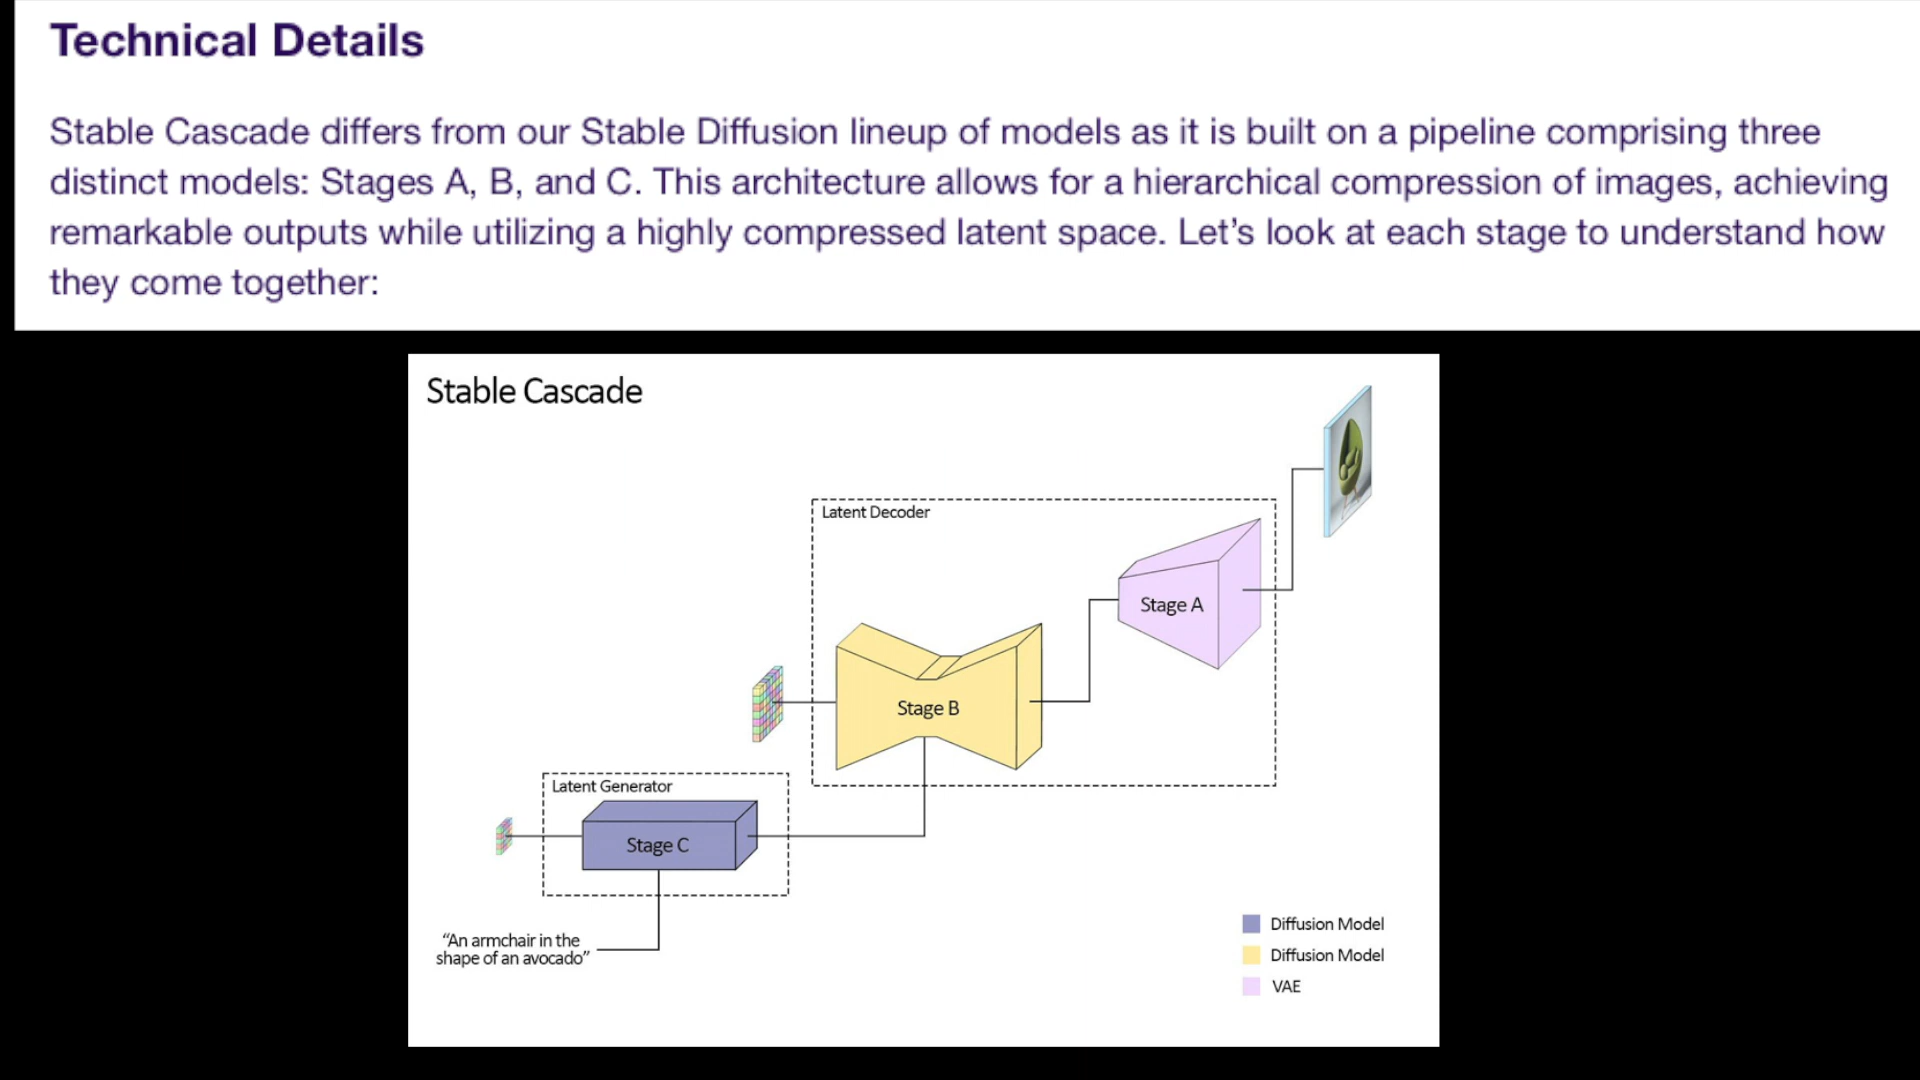 Technical Details
Stable Cascade differs from our Stable Diffusion lineup of models as it is built on a pipeline comprising three
distinct models: Stages A, B, and C. This architecture allows for a hierarchical compression of images, achieving
remarkable outputs while utilizing a highly compressed latent space. Let’s look at each stage to understand how
they come together:
Stable Cascade
Latent Decoder
Stage A
Stage B
Latent Generator
Stage C
“An armchair in the
shape of an avocado”
Diffusion Model
Diffusion Model
VAE